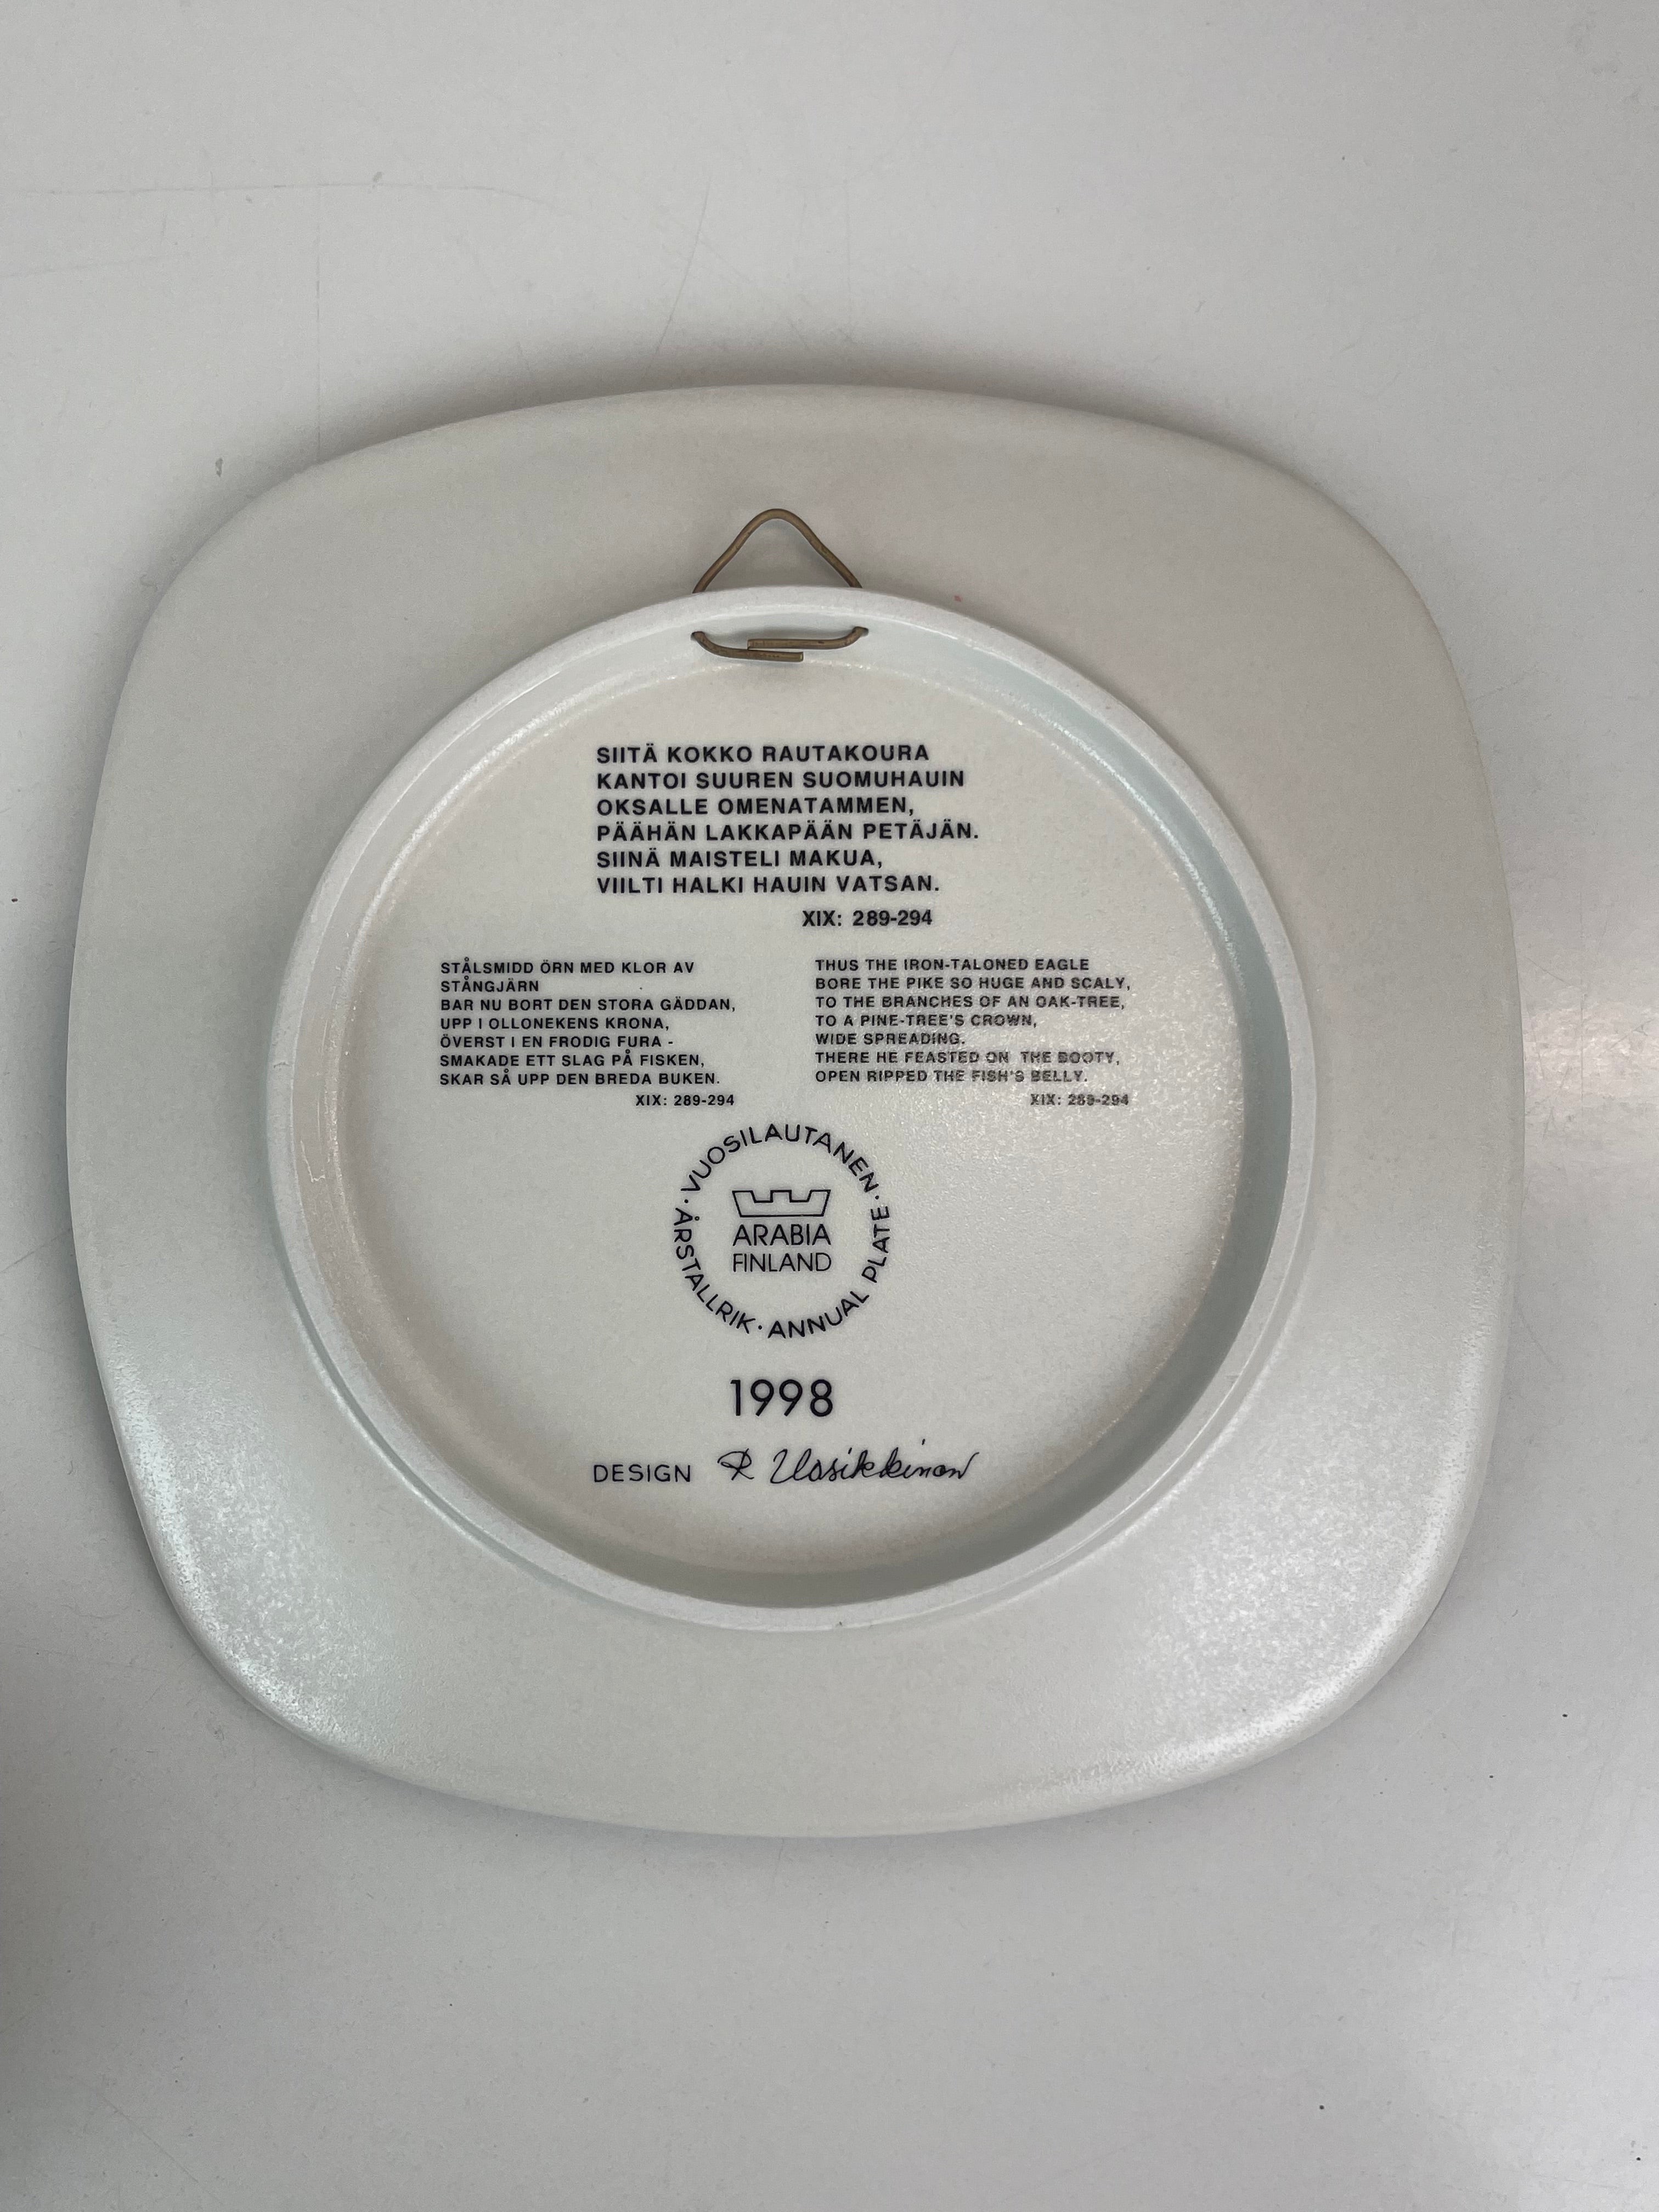 SIITÄ KOKKO RAUTAKOURA
KANTOI SUUREN SUOMUHAUIN
OKSALLE OMENATAMMEN,
PÄÄHÄN LAKKAPÄÄN PETÄJÄN.
SIINÄ MAISTELI MAKUA,
VIILTI HALKI HAUIN VATSAN.
XIX: 289-294
STÅLSMIDD ÖRN MED KLOR AV
STÅNGJÄRN
BAR NU BORT DEN STORA GÄDDAN,
UPP I OLLONEKENS KRONA,
ÖVERST I EN FRODIG FURA -
SMAKADE ETT SLAG PÅ FISKEN,
SKAR SÅ UPP DEN BREDA BUKEN.
XIX: 289-294
THUS THE IRON-TALONED EAGLE
BORE THE PIKE SO HUGE AND SCALY,
TO THE BRANCHES OF AN OAK-TREE,
TO A PINE-TREE'S CROWN,
WIDE SPREADING.
THERE HE FEASTED ON THE BOOTY,
OPEN RIPPED THE FISH'S BELLY.
XIX: 289-294
VUOSILAUTANEN · ANNUAL PLATE · ÅRSTALLRIK ·
ARABIA
FINLAND
1998
DESIGN R Uosikkinen